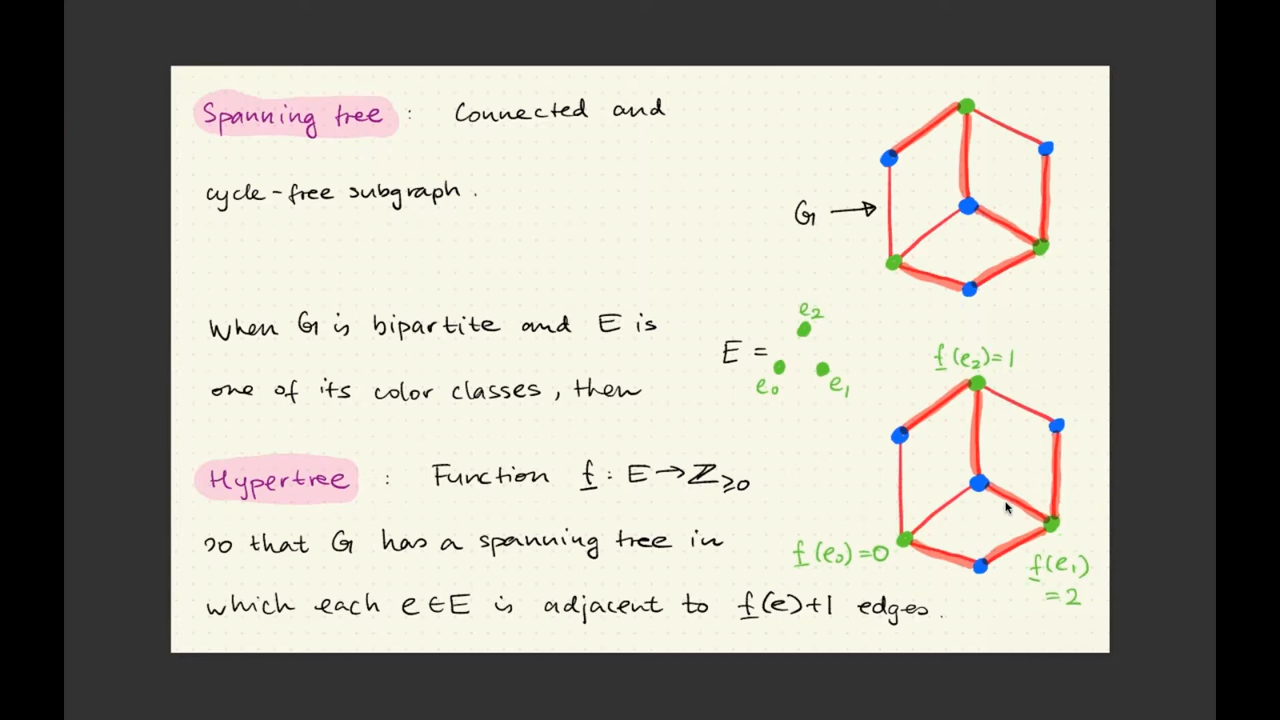 Spanning tree : Connected and
cycle-free subgraph.
G →
When G is bipartite and E is
one of its color classes, then
E =
e₂
e₀
e₁
Hypertree : Function f : E → ℤ≥0
so that G has a spanning tree in
which each e ∈ E is adjacent to f(e)+1 edges.
f(e₂)=1
f(e₀)=0
f(e₁)
=2